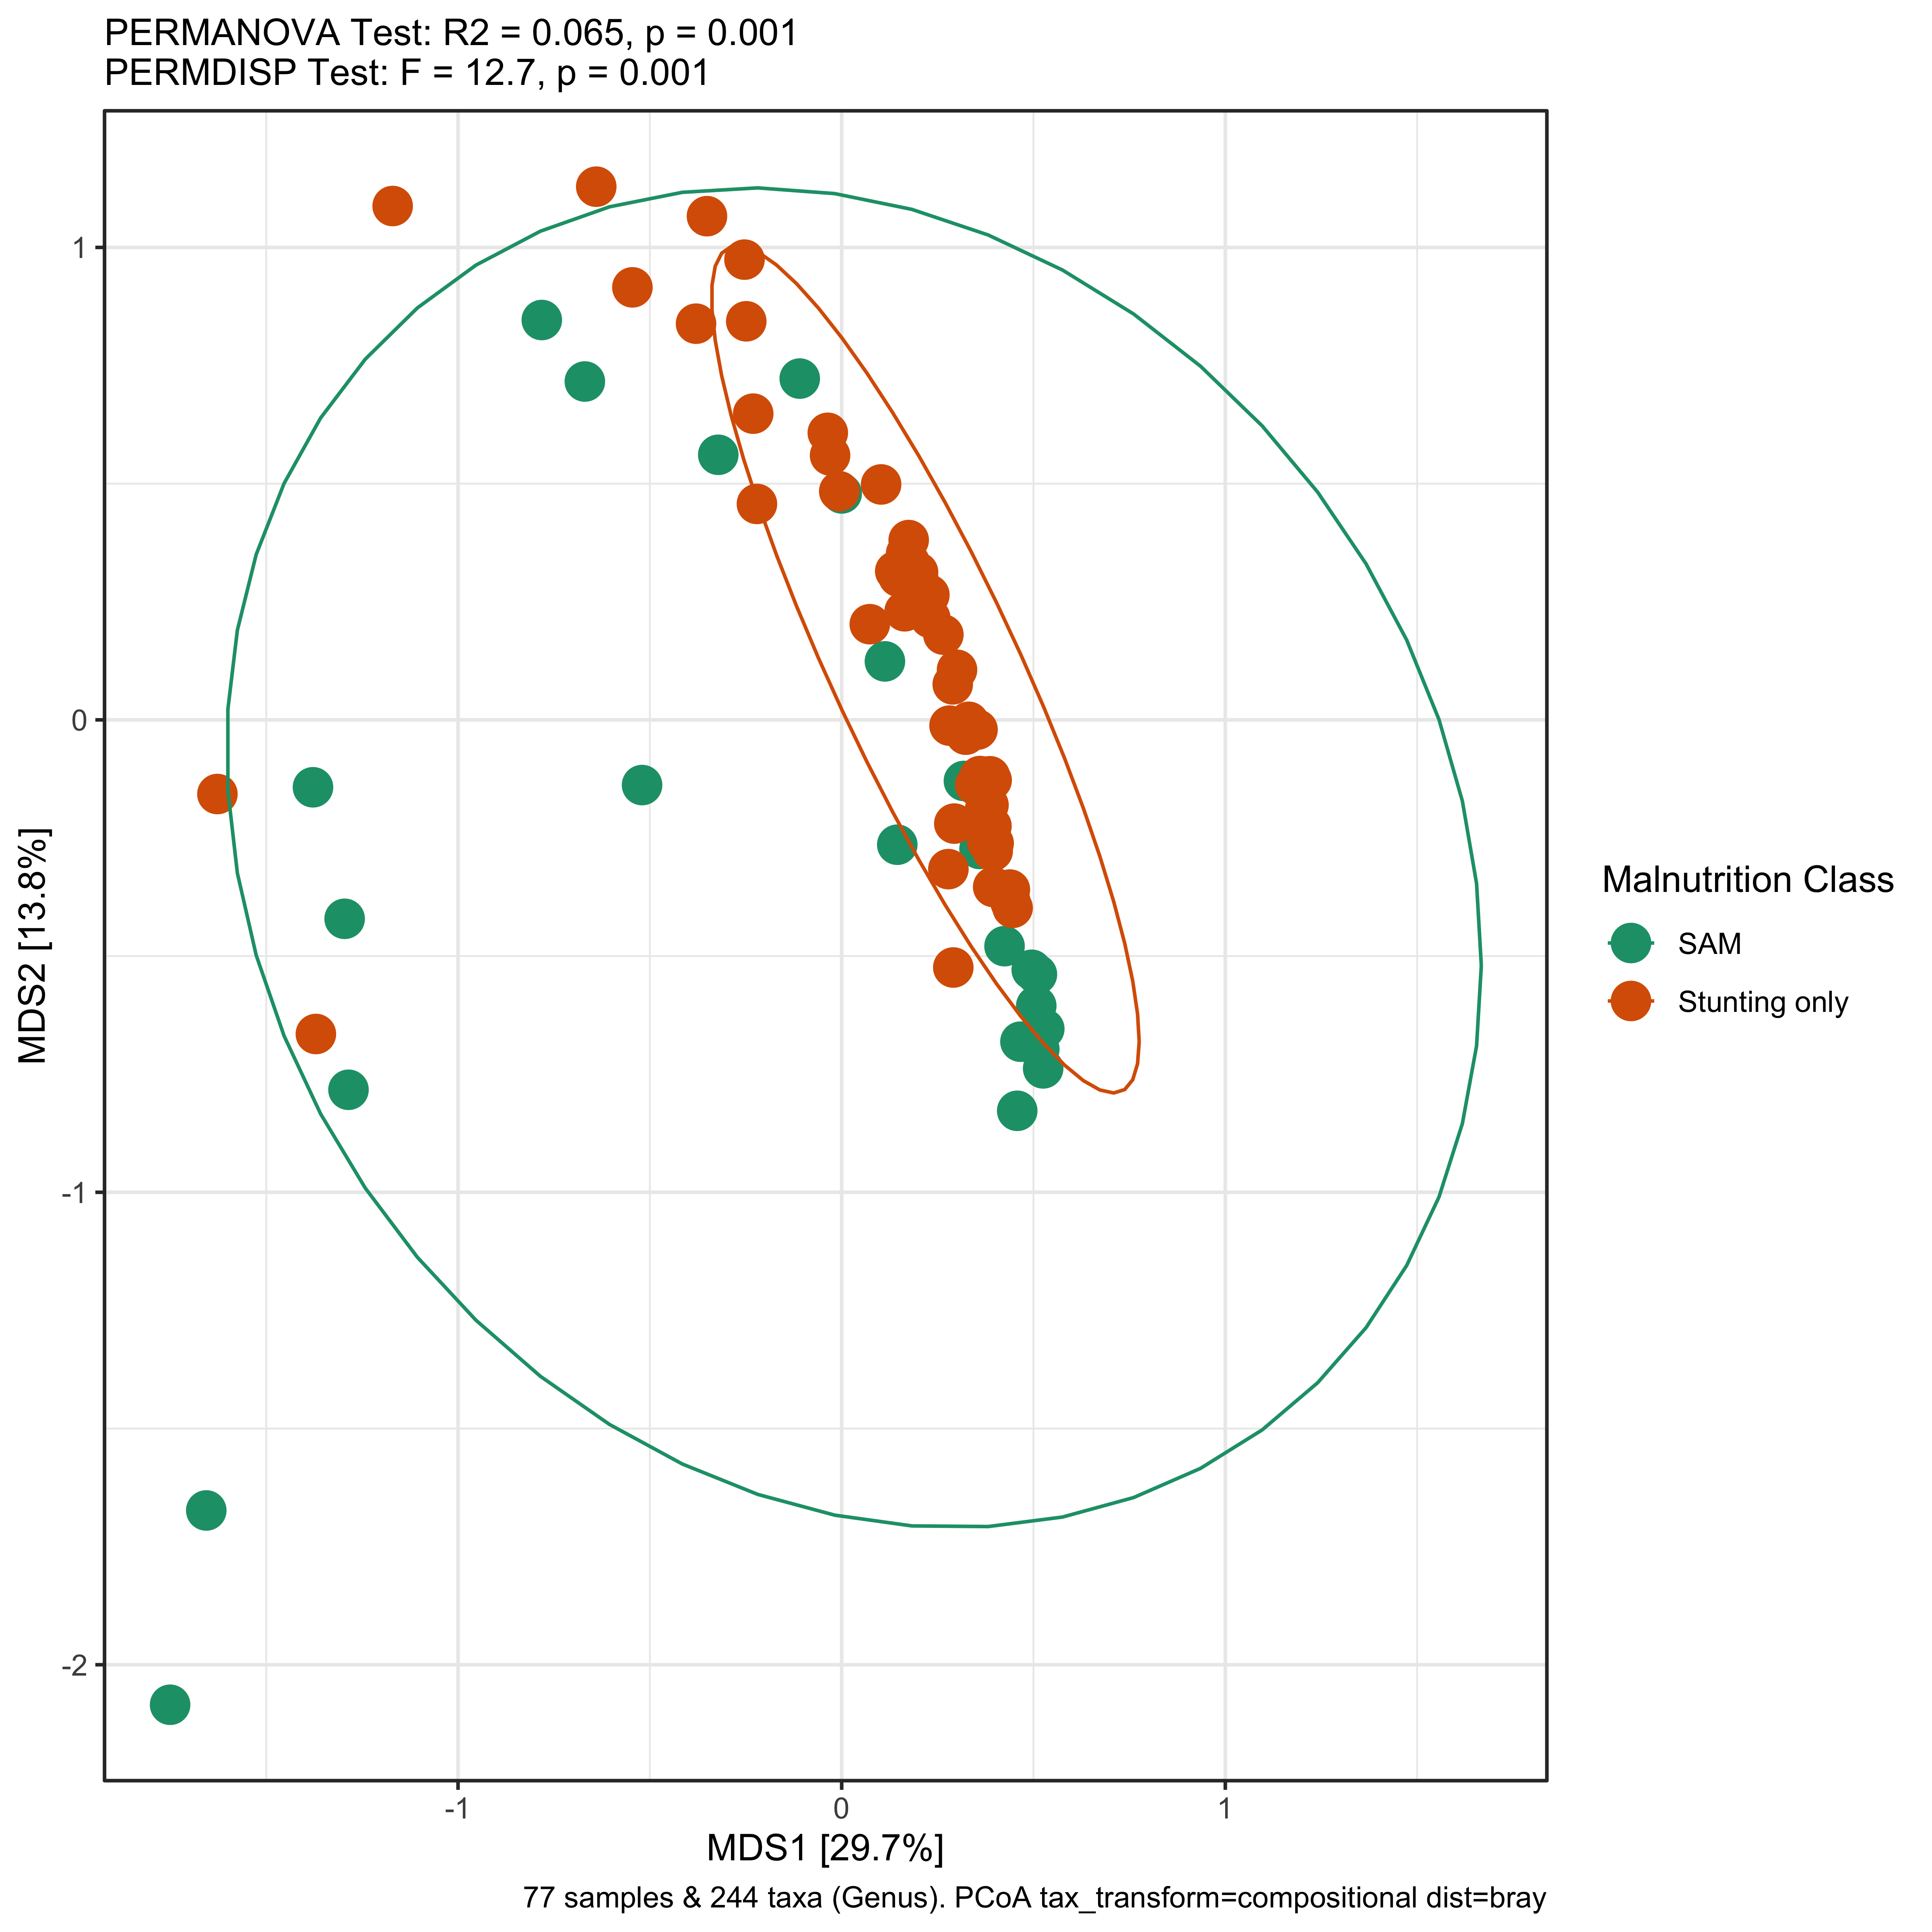 PERMANOVA Test: R2 = 0.065, p = 0.001
PERMDISP Test: F = 12.7, p = 0.001
1
0
-1
-2
MDS2 [13.8%]
-1
0
1
MDS1 [29.7%]
Malnutrition Class
SAM
Stunting only
77 samples & 244 taxa (Genus). PCoA tax_transform=compositional dist=bray